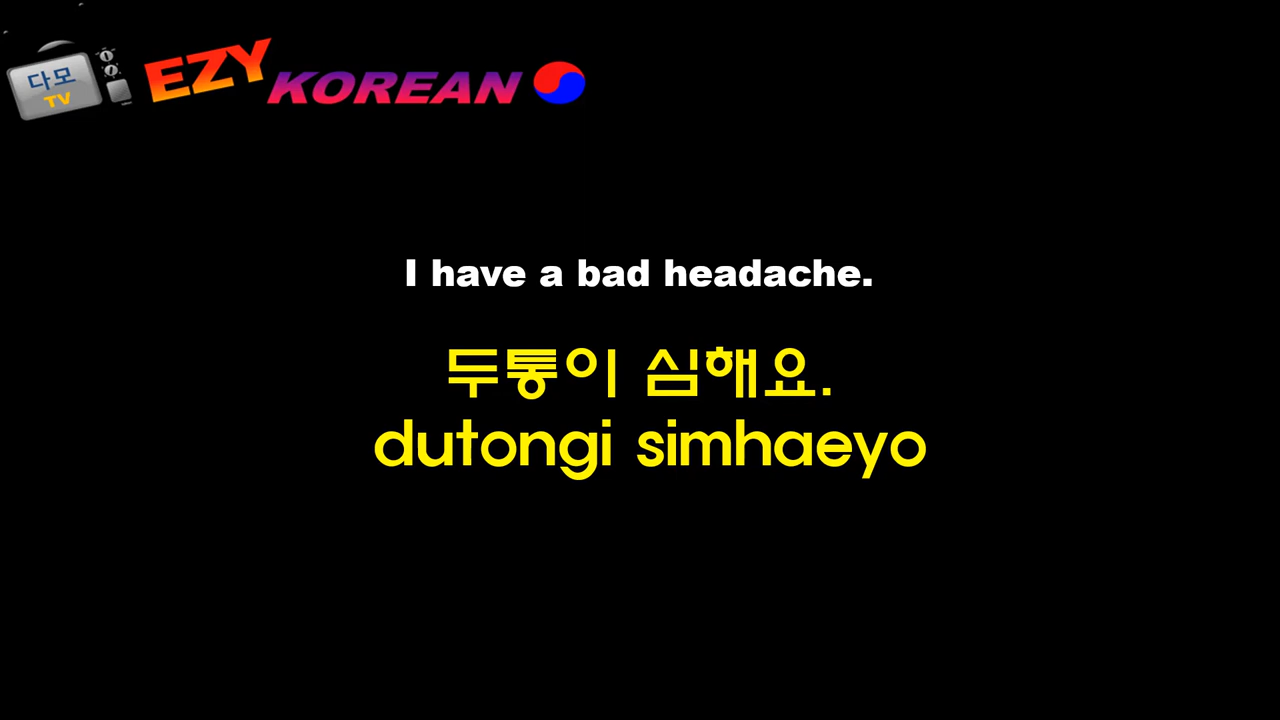 다모
TV
EZY KOREAN
I have a bad headache.
두통이 심해요.
dutongi simhaeyo